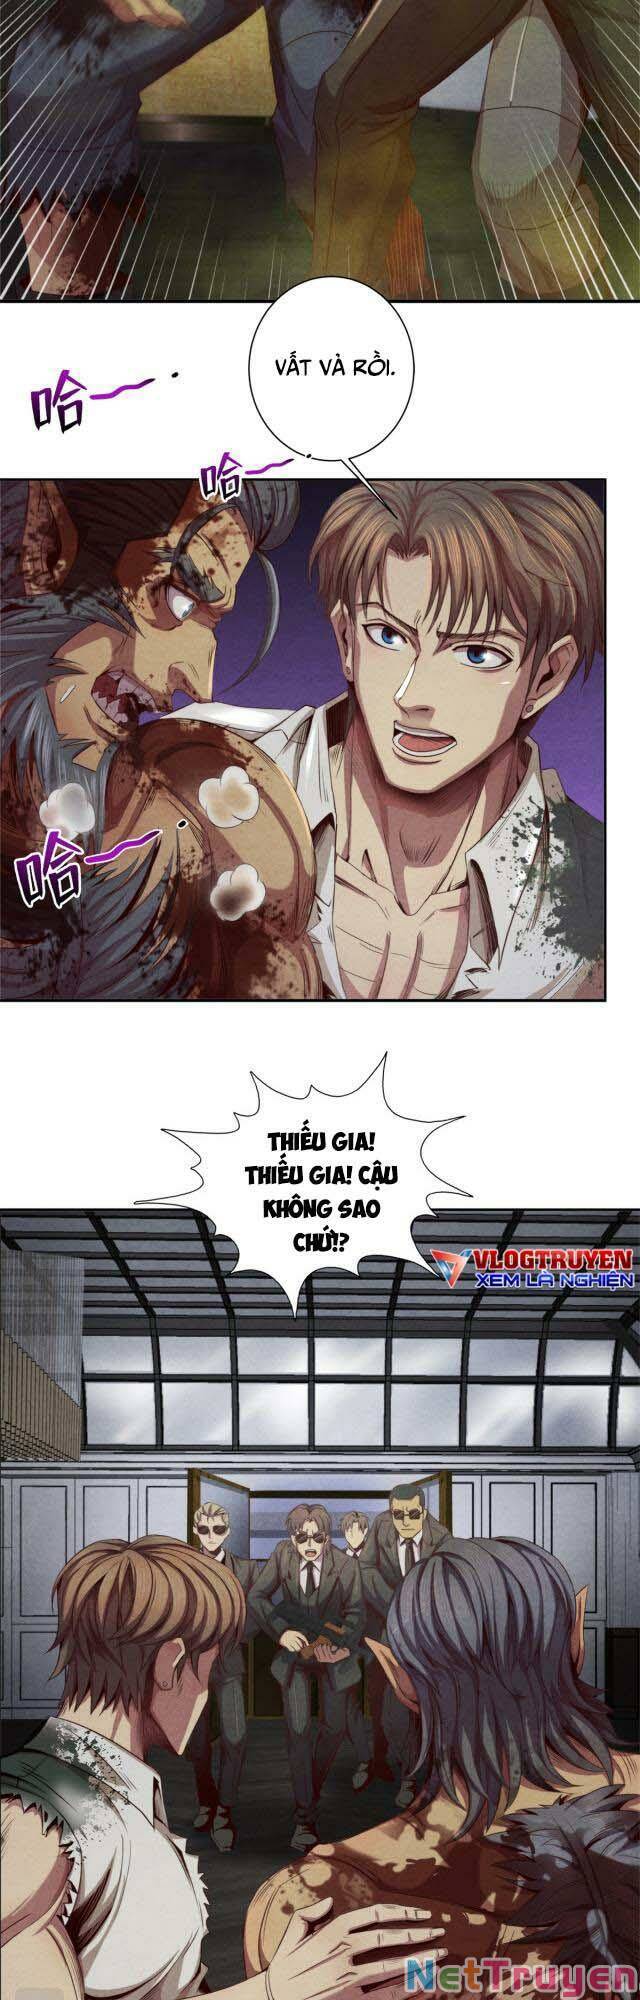 VẤT VẢ RỒI.
哈~
哈~
哈~
THIẾU GIA!
THIẾU GIA! CẬU
KHÔNG SAO
CHỨ!?
VLOGTRUYEN
XEM LÀ NGHIỆN
NetTruyen